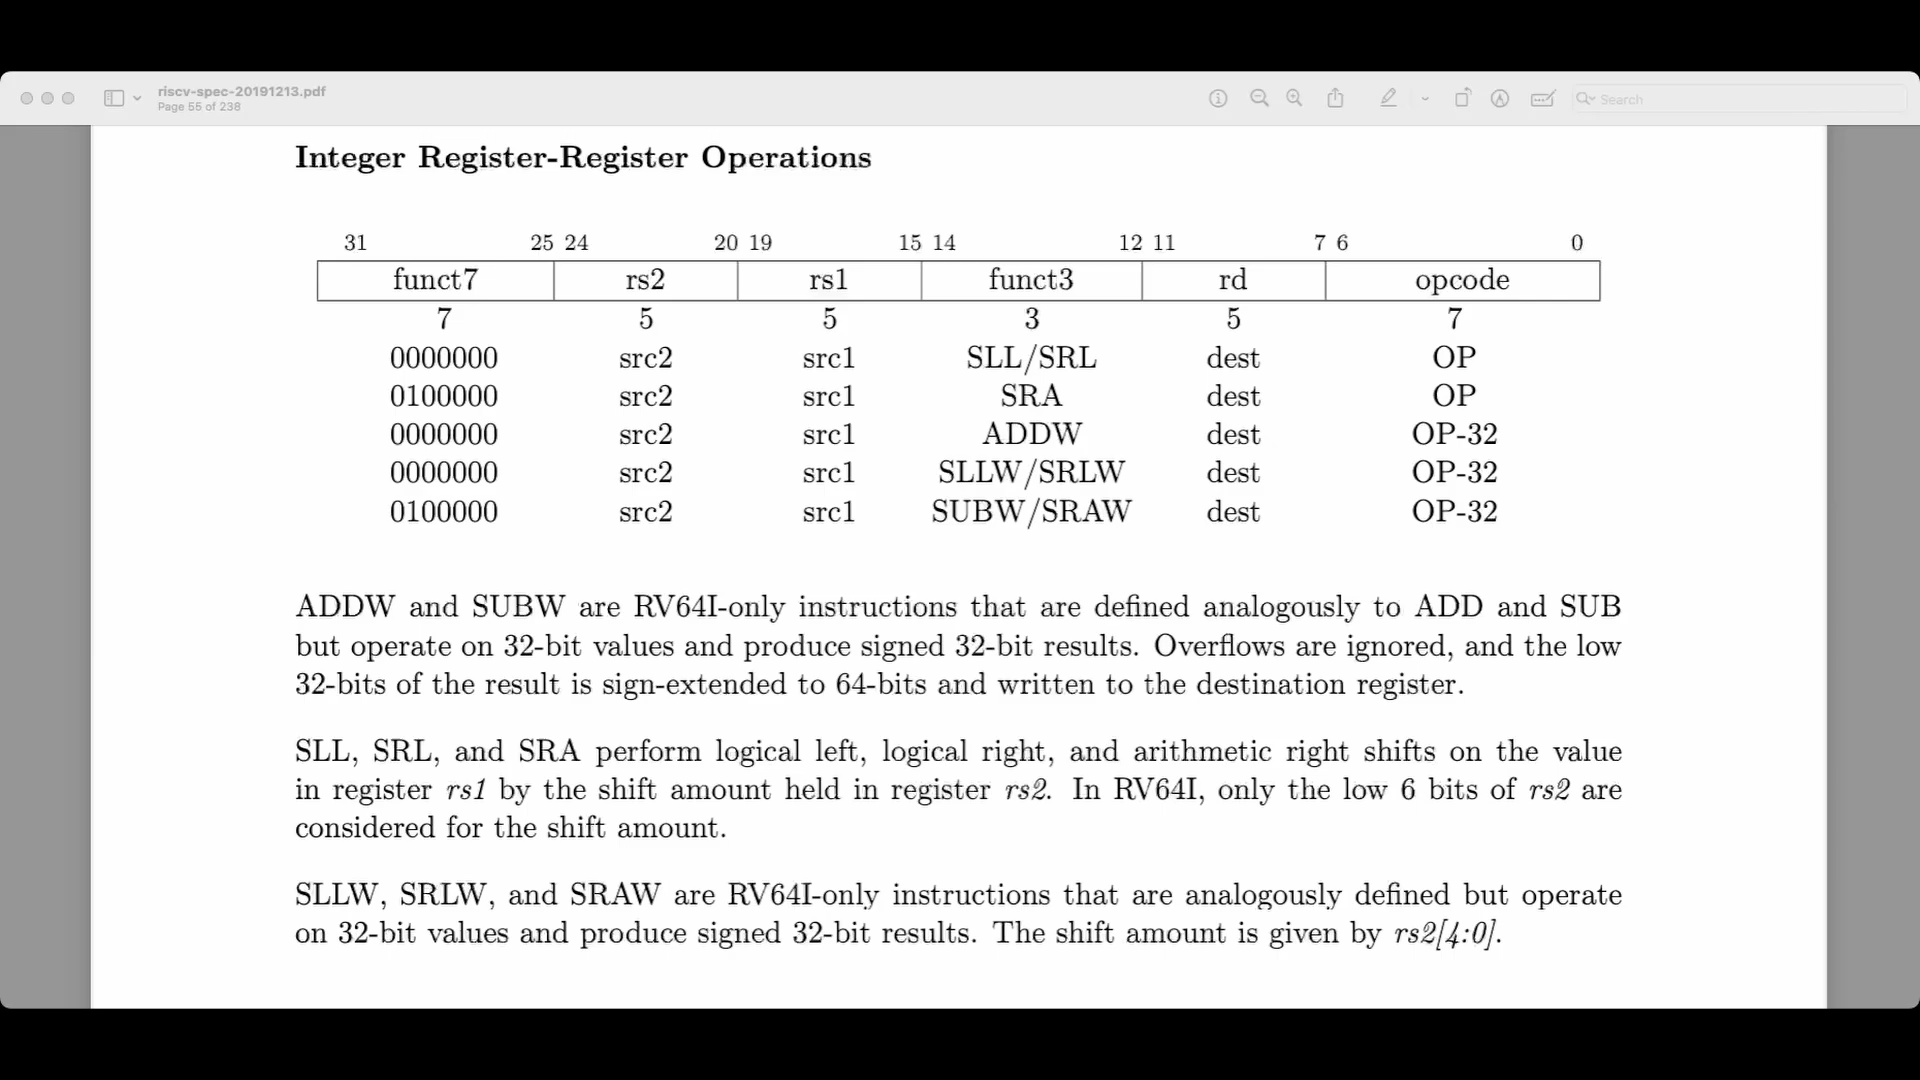 riscv-spec-20191213.pdf
Page 55 of 238
Search
Integer Register-Register Operations
31 25 24 20 19 15 14 12 11 7 6 0
funct7 rs2 rs1 funct3 rd opcode
7 5 5 3 5 7
0000000 src2 src1 SLL/SRL dest OP
0100000 src2 src1 SRA dest OP
0000000 src2 src1 ADDW dest OP-32
0000000 src2 src1 SLLW/SRLW dest OP-32
0100000 src2 src1 SUBW/SRAW dest OP-32
ADDW and SUBW are RV64I-only instructions that are defined analogously to ADD and SUB
but operate on 32-bit values and produce signed 32-bit results. Overflows are ignored, and the low
32-bits of the result is sign-extended to 64-bits and written to the destination register.
SLL, SRL, and SRA perform logical left, logical right, and arithmetic right shifts on the value
in register rs1 by the shift amount held in register rs2. In RV64I, only the low 6 bits of rs2 are
considered for the shift amount.
SLLW, SRLW, and SRAW are RV64I-only instructions that are analogously defined but operate
on 32-bit values and produce signed 32-bit results. The shift amount is given by rs2[4:0].